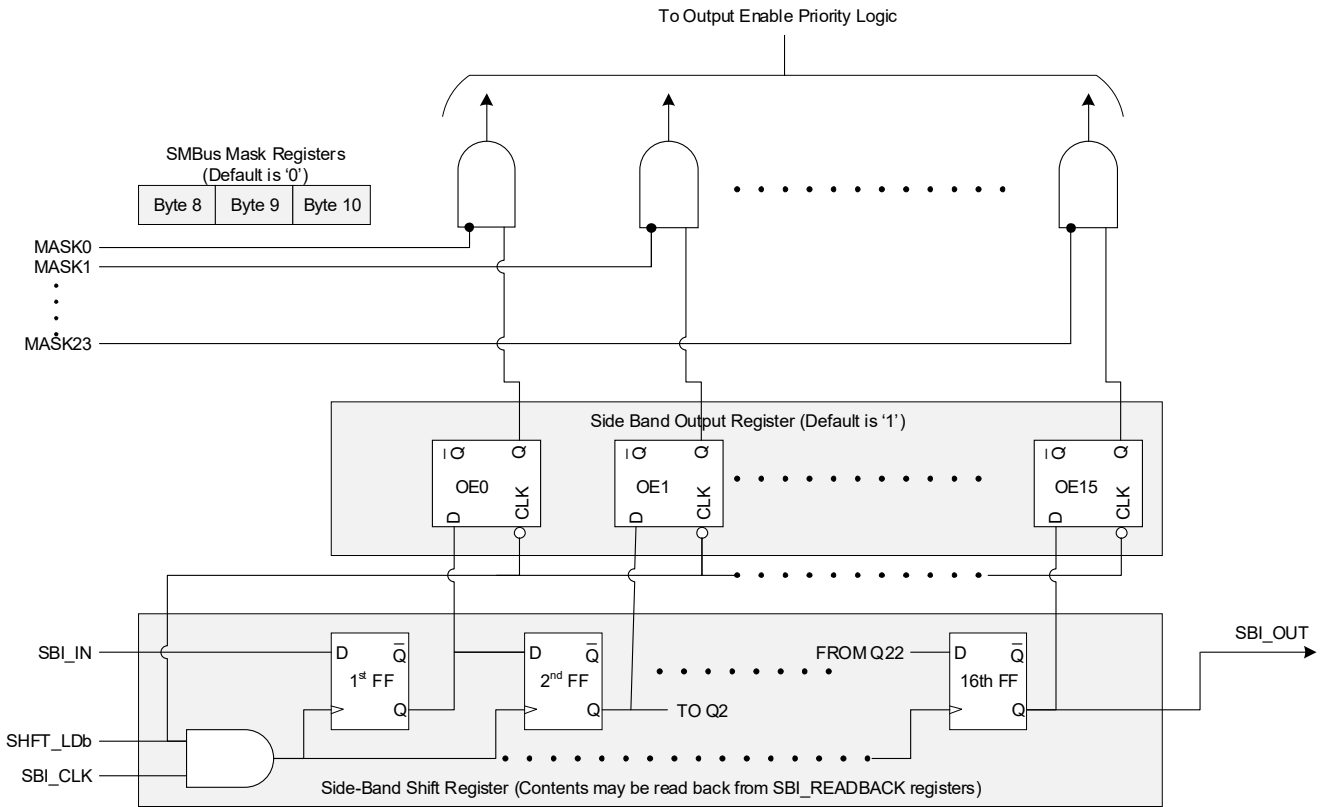 To Output Enable Priority Logic
SMBus Mask Registers
(Default is ‘0’)
Byte 8 Byte 9 Byte 10
MASK0
MASK1
MASK23
Side Band Output Register (Default is ‘1’)
Q Q Q Q Q Q
OE0 OE1 OE15
D CLK D CLK D CLK
SBI_IN
D Q
1st FF
Q
D Q
2nd FF
Q
TO Q2
FROM Q22
D Q
16th FF
Q
SBI_OUT
SHFT_LDb
SBI_CLK
Side-Band Shift Register (Contents may be read back from SBI_READBACK registers)